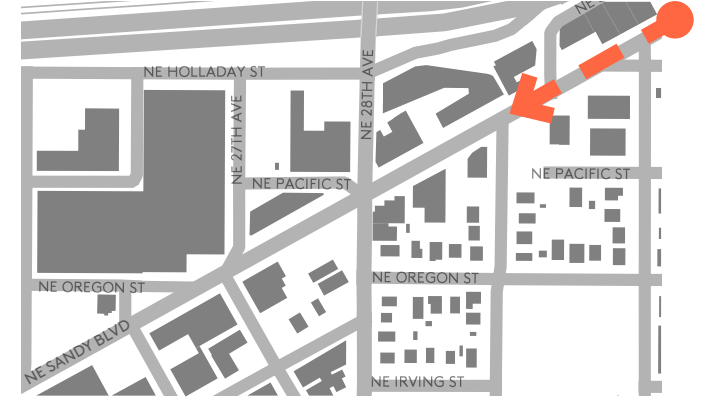 NE S
NE HOLLADAY ST
NE 28TH AVE
NE 27TH AVE
NE PACIFIC ST
NE PACIFIC ST
NE OREGON ST
NE OREGON ST
NE SANDY BLVD
NE IRVING ST